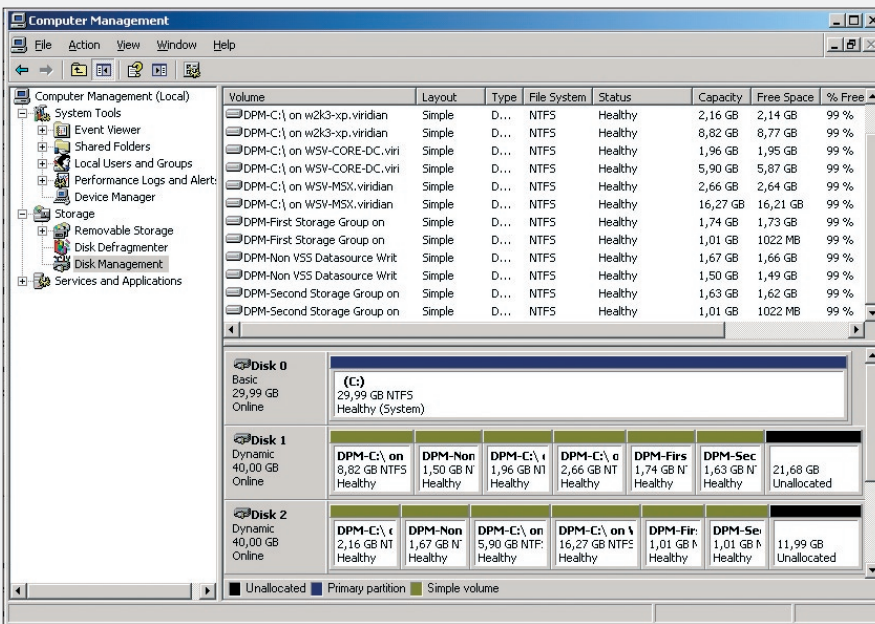 Computer Management
File Action View Window Help
Computer Management (Local)
System Tools
Event Viewer
Shared Folders
Local Users and Groups
Performance Logs and Alert:
Device Manager
Storage
Removable Storage
Disk Defragmenter
Disk Management
Services and Applications
Volume Layout Type File System Status Capacity Free Space % Free
DPM-C:\ on w2k3-xp.viridian Simple D... NTFS Healthy 2,16 GB 2,14 GB 99 %
DPM-C:\ on w2k3-xp.viridian Simple D... NTFS Healthy 8,82 GB 8,77 GB 99 %
DPM-C:\ on WSV-CORE-DC.viri Simple D... NTFS Healthy 1,96 GB 1,95 GB 99 %
DPM-C:\ on WSV-CORE-DC.viri Simple D... NTFS Healthy 5,90 GB 5,87 GB 99 %
DPM-C:\ on WSV-MSX.viridian Simple D... NTFS Healthy 2,66 GB 2,64 GB 99 %
DPM-C:\ on WSV-MSX.viridian Simple D... NTFS Healthy 16,27 GB 16,21 GB 99 %
DPM-First Storage Group on Simple D... NTFS Healthy 1,74 GB 1,73 GB 99 %
DPM-First Storage Group on Simple D... NTFS Healthy 1,01 GB 1022 MB 99 %
DPM-Non VSS Datasource Writ Simple D... NTFS Healthy 1,67 GB 1,66 GB 99 %
DPM-Non VSS Datasource Writ Simple D... NTFS Healthy 1,50 GB 1,49 GB 99 %
DPM-Second Storage Group on Simple D... NTFS Healthy 1,63 GB 1,62 GB 99 %
DPM-Second Storage Group on Simple D... NTFS Healthy 1,01 GB 1022 MB 99 %
Disk 0
Basic
29,99 GB
Online
(C:)
29,99 GB NTFS
Healthy (System)
Disk 1
Dynamic
40,00 GB
Online
DPM-C:\ on DPM-Non DPM-C:\ DPM-C:\ o DPM-Firs DPM-Sec
8,82 GB NTFS 1,50 GB N 1,96 GB NT 2,66 GB NT 1,74 GB N 1,63 GB N 21,68 GB
Healthy Healthy Healthy Healthy Healthy Healthy Unallocated
Disk 2
Dynamic
40,00 GB
Online
DPM-C:\ DPM-Non DPM-C:\ on DPM-C:\ on DPM-Fir DPM-Se
2,16 GB NT 1,67 GB N 5,90 GB NTF 16,27 GB NTFS 1,01 GB N 1,01 GB N 11,99 GB
Healthy Healthy Healthy Healthy Healthy Healthy Unallocated
Unallocated Primary partition Simple volume